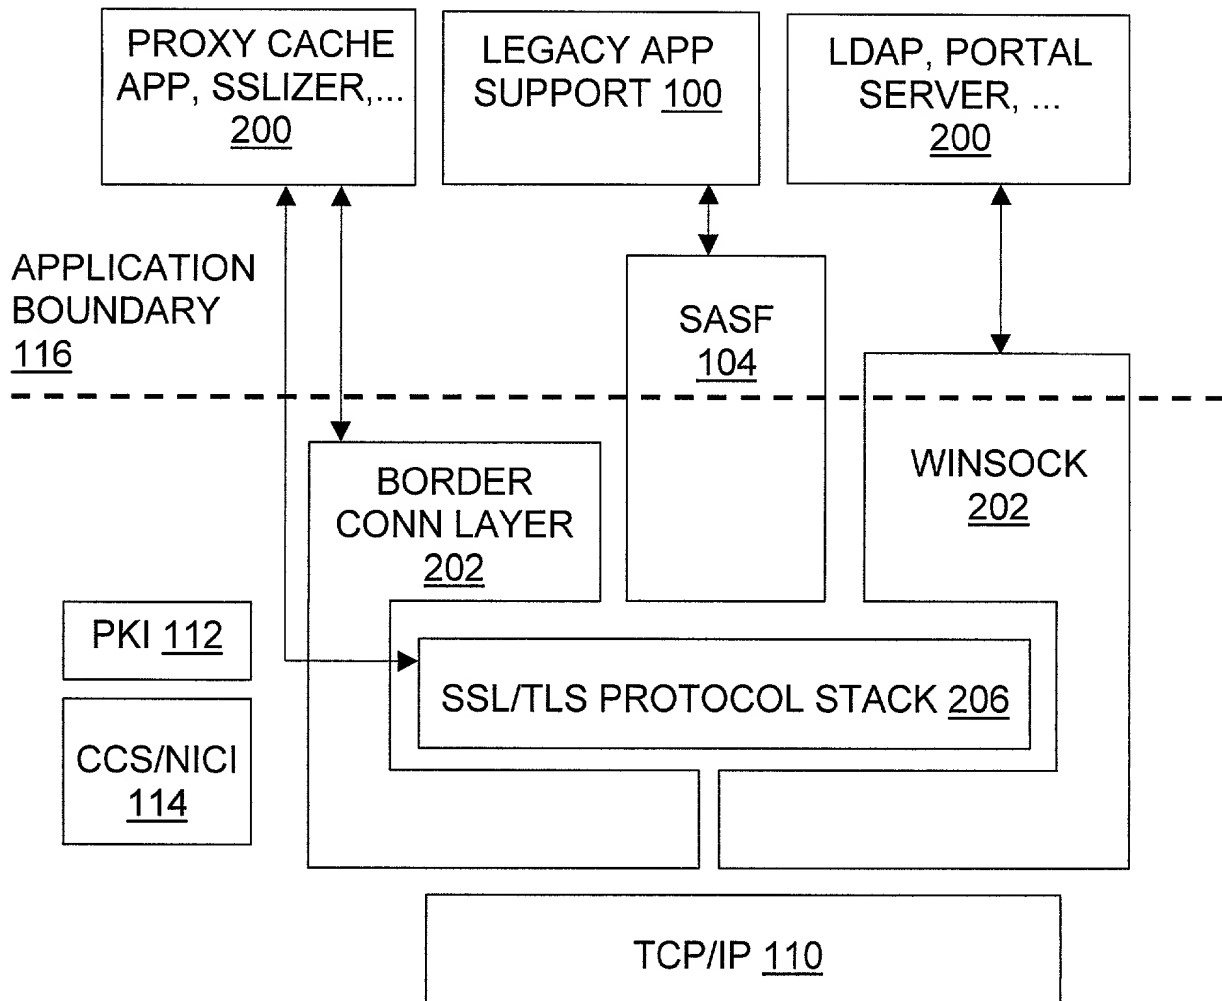 PROXY CACHE
APP, SSLIZER,...
200
LEGACY APP
SUPPORT 100
LDAP, PORTAL
SERVER, ...
200
APPLICATION
BOUNDARY
116
SASF
104
BORDER
CONN LAYER
202
WINSOCK
202
PKI 112
SSL/TLS PROTOCOL STACK 206
CCS/NICI
114
TCP/IP 110